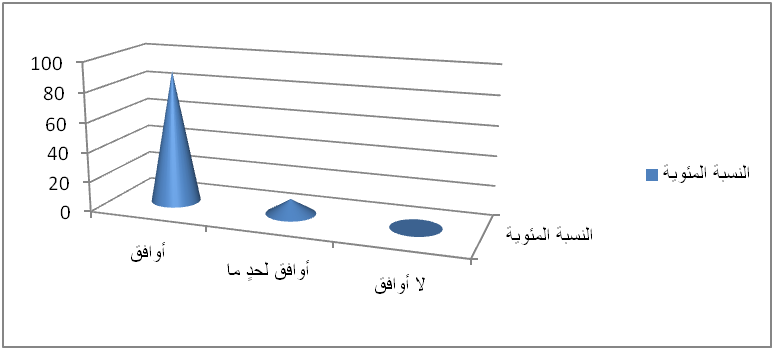 100
80
60
40
20
0
أوافق
أوافق لحدٍ ما
لا أوافق
النسبة المئوية
النسبة المئوية